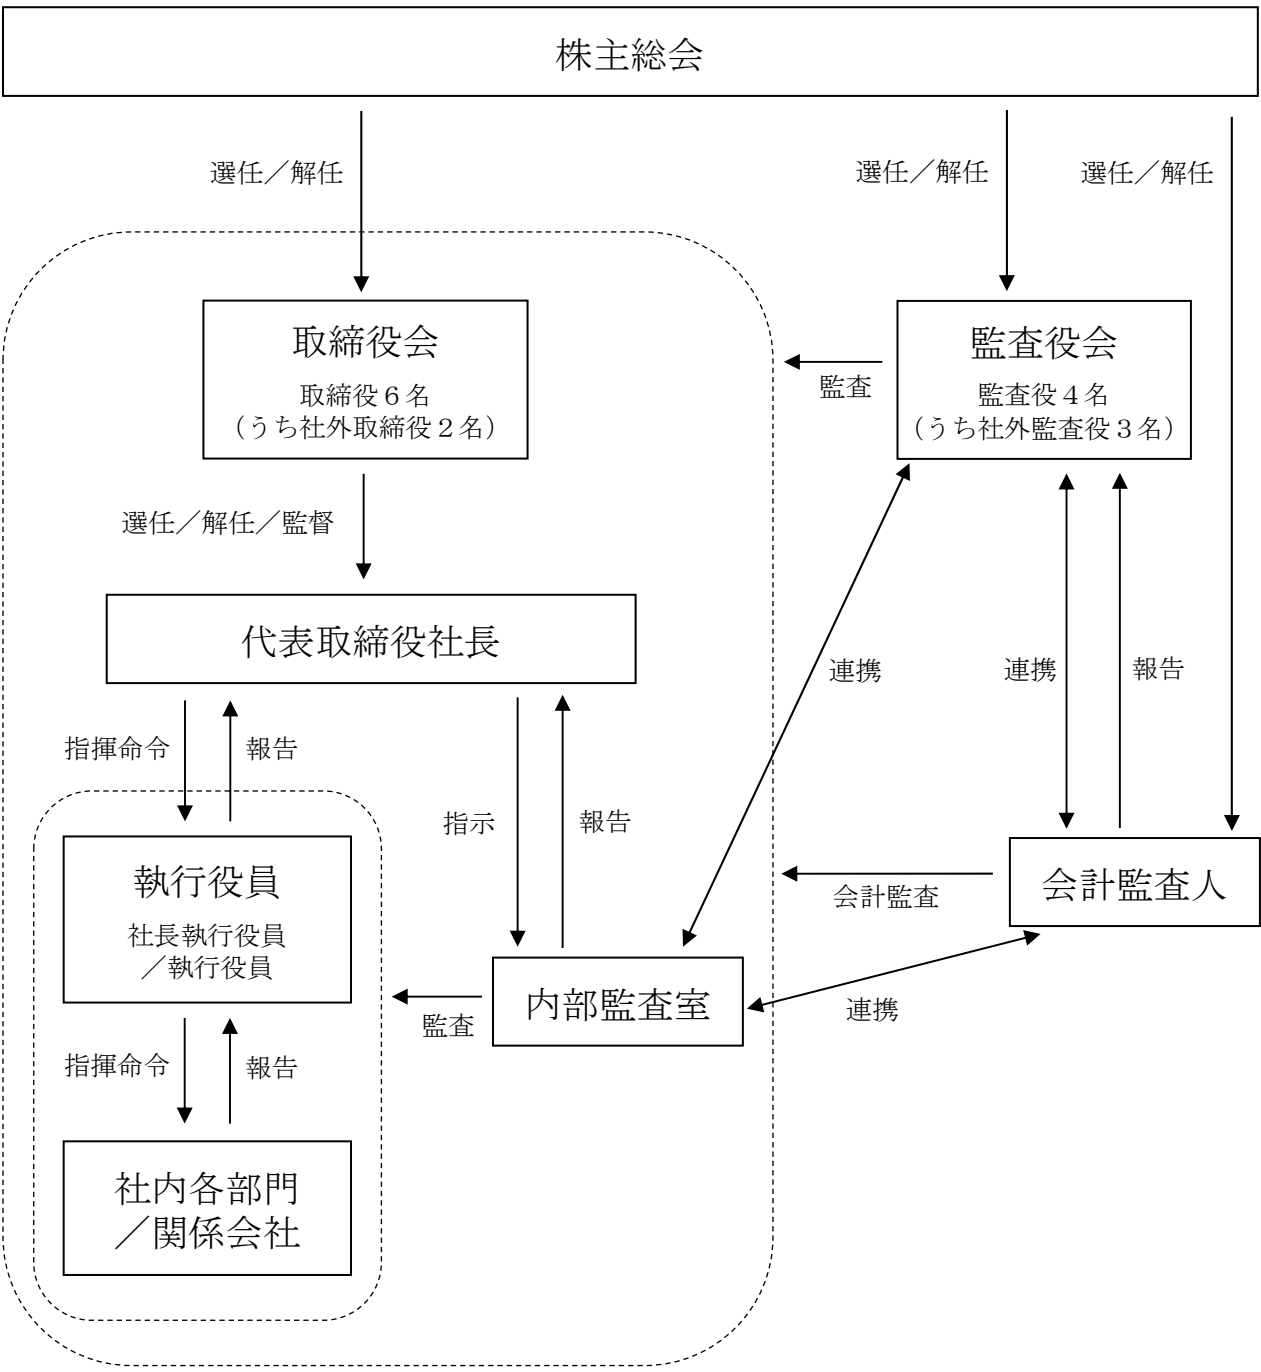 株主総会
選任／解任
選任／解任
選任／解任
取締役会
取締役６名
（うち社外取締役２名）
監査
監査役会
監査役４名
（うち社外監査役３名）
選任／解任／監督
代表取締役社長
連携
連携
報告
指揮命令
報告
指示
報告
執行役員
社長執行役員
／執行役員
会計監査
会計監査人
監査
内部監査室
連携
指揮命令
報告
社内各部門
／関係会社